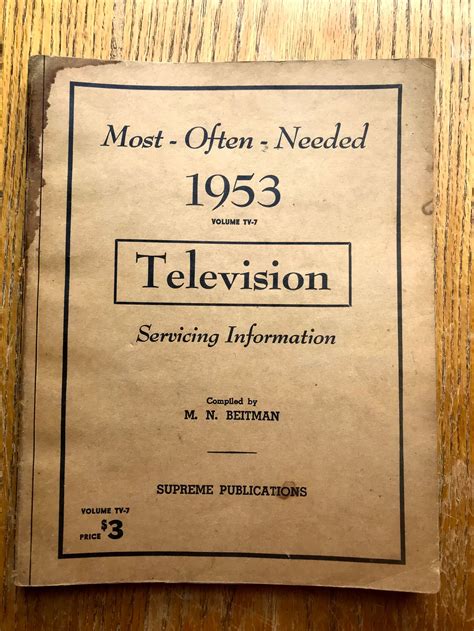 Most - Often - Needed
1953
VOLUME TV-7
Television
Servicing Information
Compiled by
M. N. BEITMAN
SUPREME PUBLICATIONS
VOLUME TV-7
PRICE $3